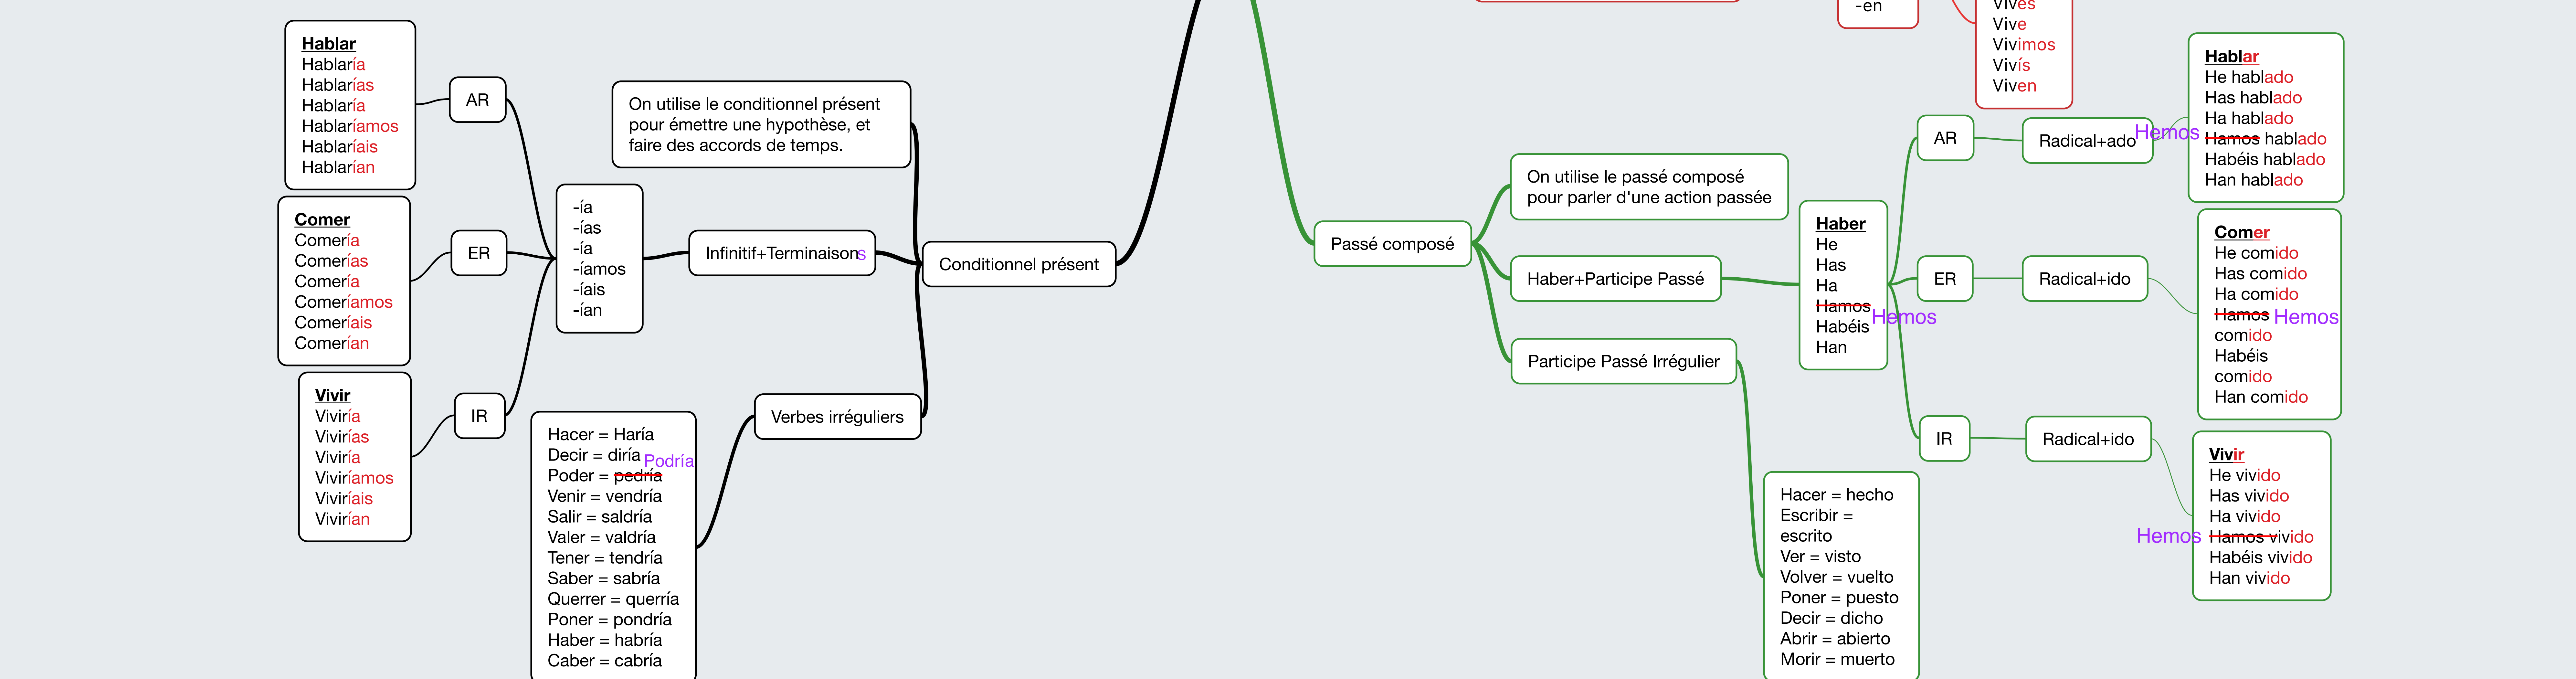 Hablar
Hablaría
Hablarías
Hablaría
Hablaríamos
Hablaríais
Hablarían
AR
Comer
Comería
Comerías
Comería
Comeríamos
Comeríais
Comerían
ER
Vivir
Viviría
Vivirías
Viviría
Viviríamos
Viviríais
Vivirían
IR
-ía
-ías
-ía
-íamos
-íais
-ían
On utilise le conditionnel présent
pour émettre une hypothèse, et
faire des accords de temps.
Infinitif+Terminaisons
Conditionnel présent
Verbes irréguliers
Hacer = Haría
Decir = diría
Podría
Poder = pedría
Venir = vendría
Salir = saldría
Valer = valdría
Tener = tendría
Saber = sabría
Querrer = querría
Poner = pondría
Haber = habría
Caber = cabría
-en
Vives
Vive
Vivimos
Vivís
Viven
Passé composé
On utilise le passé composé
pour parler d'une action passée
Haber+Participe Passé
Participe Passé Irrégulier
Haber
He
Has
Ha
Hamos
Hemos
Habéis
Han
AR
Radical+ado
Hablar
He hablado
Has hablado
Ha hablado
Hemos
Hamos hablado
Habéis hablado
Han hablado
ER
Radical+ido
Comer
He comido
Has comido
Ha comido
Hamos Hemos
comido
Habéis
comido
Han comido
IR
Radical+ido
Vivir
He vivido
Has vivido
Ha vivido
Hemos Hamos vivido
Habéis vivido
Han vivido
Hacer = hecho
Escribir =
escrito
Ver = visto
Volver = vuelto
Poner = puesto
Decir = dicho
Abrir = abierto
Morir = muerto